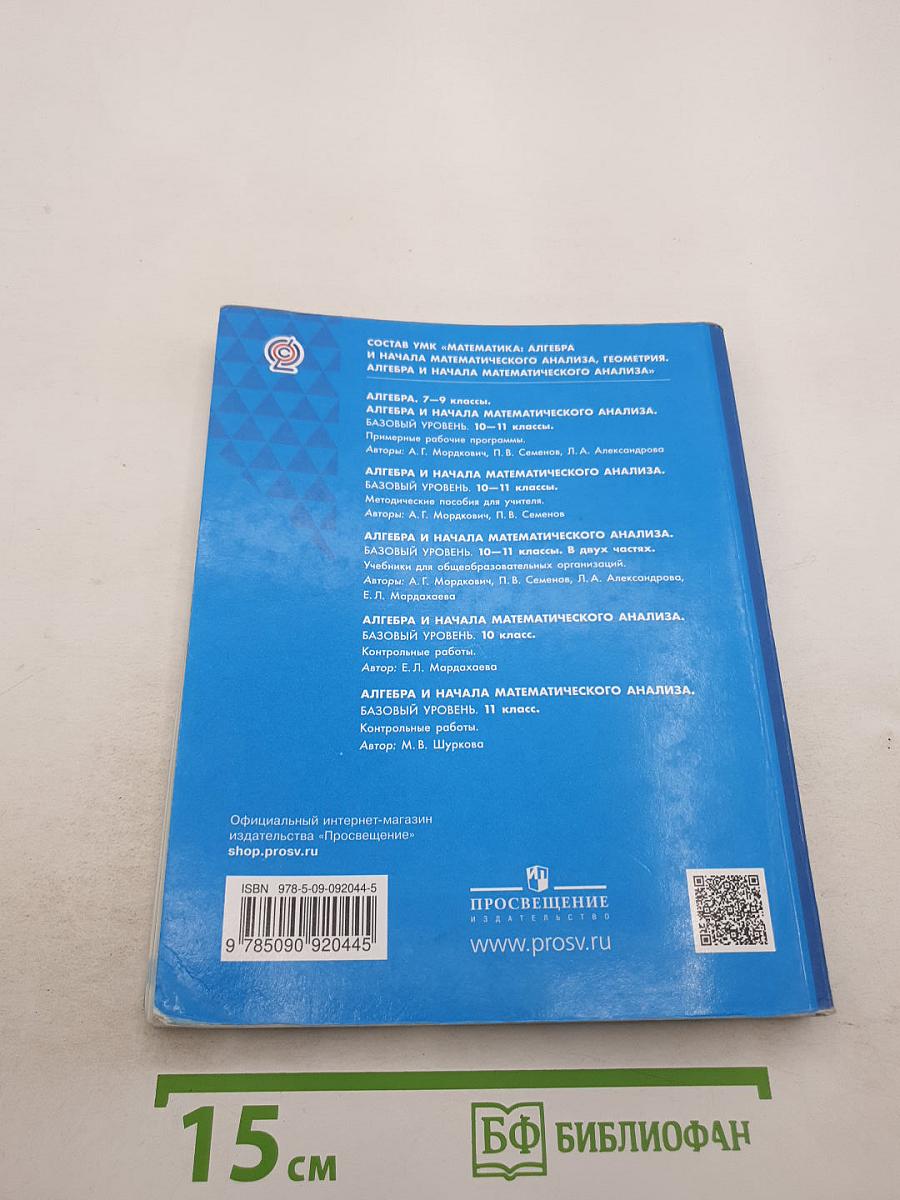 СОСТАВ УМК «МАТЕМАТИКА: АЛГЕБРА
И НАЧАЛА МАТЕМАТИЧЕСКОГО АНАЛИЗА, ГЕОМЕТРИЯ.
АЛГЕБРА И НАЧАЛА МАТЕМАТИЧЕСКОГО АНАЛИЗА»
АЛГЕБРА. 7—9 классы.
АЛГЕБРА И НАЧАЛА МАТЕМАТИЧЕСКОГО АНАЛИЗА.
БАЗОВЫЙ УРОВЕНЬ. 10—11 классы.
Примерные рабочие программы.
Авторы: А. Г. Мордкович, П. В. Семенов, Л. А. Александрова
АЛГЕБРА И НАЧАЛА МАТЕМАТИЧЕСКОГО АНАЛИЗА.
БАЗОВЫЙ УРОВЕНЬ. 10—11 классы.
Методические пособия для учителя.
Авторы: А. Г. Мордкович, П. В. Семенов
АЛГЕБРА И НАЧАЛА МАТЕМАТИЧЕСКОГО АНАЛИЗА.
БАЗОВЫЙ УРОВЕНЬ. 10—11 классы. В двух частях.
Учебники для общеобразовательных организаций.
Авторы: А. Г. Мордкович, П. В. Семенов, Л. А. Александрова,
Е. Л. Мардахаева
АЛГЕБРА И НАЧАЛА МАТЕМАТИЧЕСКОГО АНАЛИЗА.
БАЗОВЫЙ УРОВЕНЬ. 10 класс.
Контрольные работы.
Автор: Е. Л. Мардахаева
АЛГЕБРА И НАЧАЛА МАТЕМАТИЧЕСКОГО АНАЛИЗА.
БАЗОВЫЙ УРОВЕНЬ. 11 класс.
Контрольные работы.
Автор: М. В. Шуркова
Официальный интернет-магазин
издательства «Просвещение»
shop.prosv.ru
ISBN 978-5-09-092044-5
9 785090 920445
ПРОСВЕЩЕНИЕ
ИЗДАТЕЛЬСТВО
www.prosv.ru
15 см
БФ БИБЛИОФАН